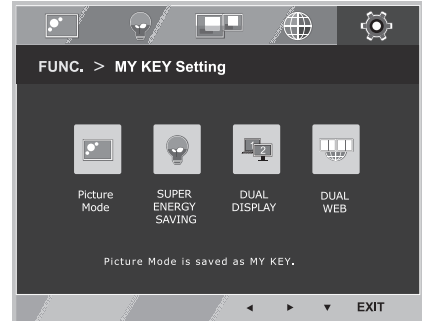 FUNC. > MY KEY Setting
Picture
Mode
SUPER
ENERGY
SAVING
2
DUAL
DISPLAY
DUAL
WEB
Picture Mode is saved as MY KEY.
◄ ► ▼ EXIT